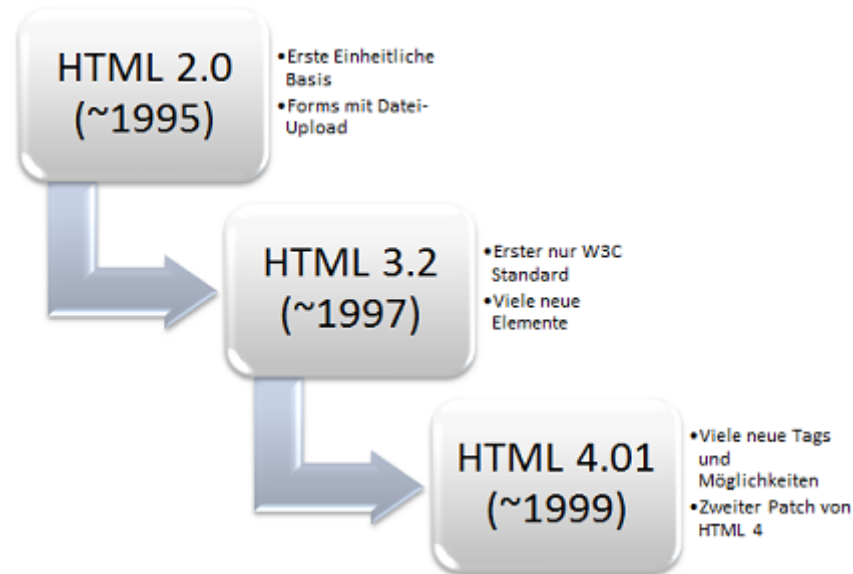 HTML 2.0
(~1995)
•Erste Einheitliche
Basis
•Forms mit Datei-
Upload
HTML 3.2
(~1997)
•Erster nur W3C
Standard
•Viele neue
Elemente
HTML 4.01
(~1999)
•Viele neue Tags
und
Möglichkeiten
•Zweiter Patch von
HTML 4